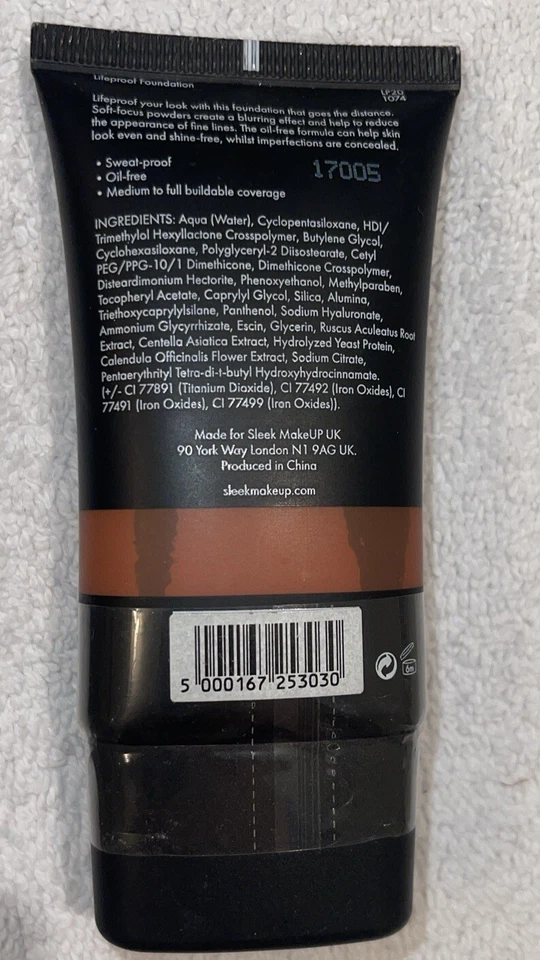 Lifeproof Foundation
LF20
1074
Lifeproof your look with this foundation that goes the distance.
Soft-focus powders create a blurring effect and help to reduce
the appearance of fine lines. The oil-free formula can help skin
look even and shine-free, whilst imperfections are concealed.
• Sweat-proof
• Oil-free
• Medium to full buildable coverage
17005
INGREDIENTS: Aqua (Water), Cyclopentasiloxane, HDI/
Trimethylol Hexyllactone Crosspolymer, Butylene Glycol,
Cyclohexasiloxane, Polyglyceryl-2 Diisostearate, Cetyl
PEG/PPG-10/1 Dimethicone, Dimethicone Crosspolymer,
Disteardimonium Hectorite, Phenoxyethanol, Methylparaben,
Tocopheryl Acetate, Caprylyl Glycol, Silica, Alumina,
Triethoxycaprylylsilane, Panthenol, Sodium Hyaluronate,
Ammonium Glycyrrhizate, Escin, Glycerin, Ruscus Aculeatus Root
Extract, Centella Asiatica Extract, Hydrolyzed Yeast Protein,
Calendula Officinalis Flower Extract, Sodium Citrate,
Pentaerythrityl Tetra-di-t-butyl Hydroxyhydrocinnamate.
(+/- CI 77891 (Titanium Dioxide), CI 77492 (Iron Oxides), CI
77491 (Iron Oxides), CI 77499 (Iron Oxides)).
Made for Sleek MakeUP UK
90 York Way London N1 9AG UK.
Produced in China
sleekmakeup.com
5 000167 253030
6m